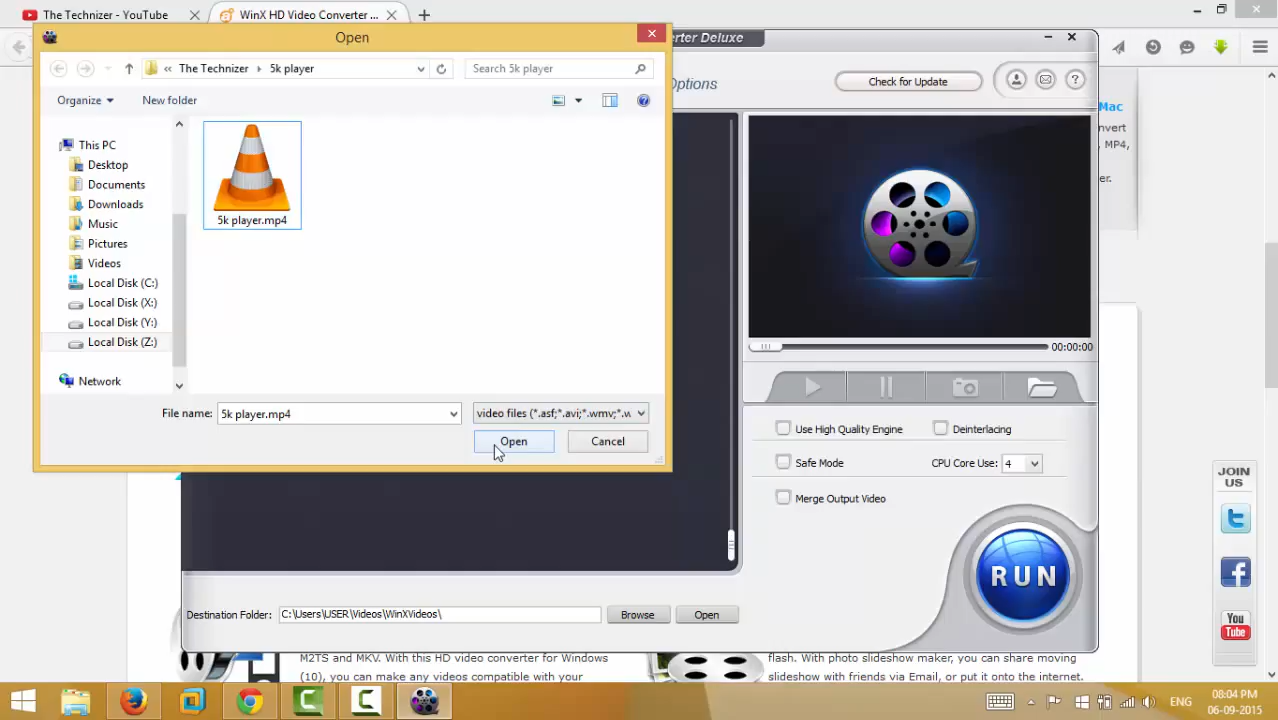 The Technizer - YouTube
WinX HD Video Converter ...
Open
erter Deluxe
« The Technizer 5k player
Search 5k player
Options
Check for Update
Organize
New folder
Mac
nvert
, MP4,
er.
This PC
Desktop
Documents
Downloads
Music
Pictures
Videos
Local Disk (C:)
Local Disk (X:)
Local Disk (Y:)
Local Disk (Z:)
Network
5k player.mp4
00:00:00
File name:
5k player.mp4
video files (*.asf;*.avi;*.wmv;*.w
Open
Cancel
Use High Quality Engine
Deinterlacing
Safe Mode
CPU Core Use:
4
Merge Output Video
RUN
JOIN
US
You
Tube
Destination Folder:
C:\Users\USER\Videos\WinXVideos\
Browse
Open
M2TS and MKV. With this HD video converter for Windows
(10), you can make any videos compatible with your
flash. With photo slideshow maker, you can share moving
slideshow with friends via Email, or put it onto the internet.
ENG
08:04 PM
06-09-2015